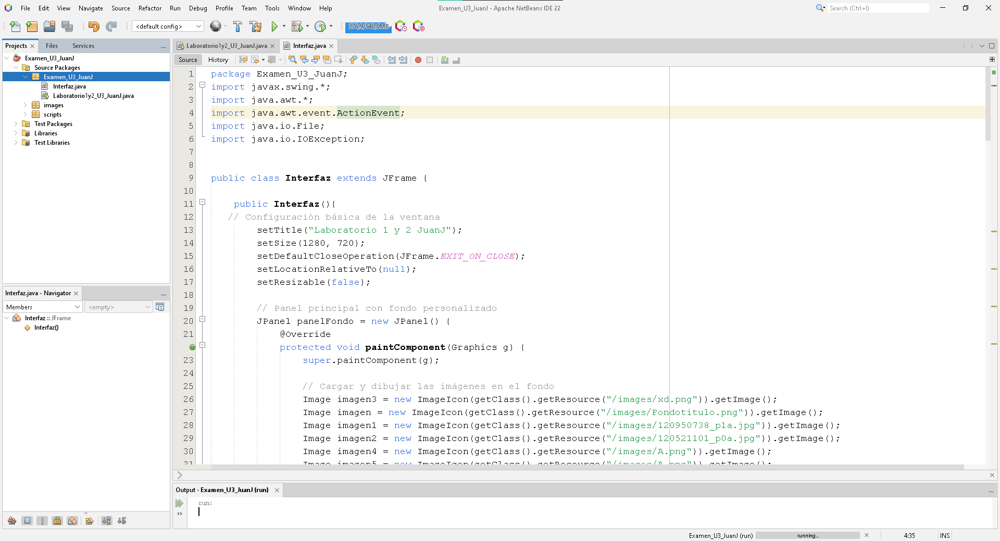 File Edit View Navigate Source Refactor Run Debug Profile Team Tools Window Help
Examen_U3_JuanJ - Apache NetBeans IDE 22
Search (Ctrl+I)
<default config>
276,9/540,0MB
Projects Files Services
Examen_U3_JuanJ
Source Packages
Examen_U3_JuanJ
Interfaz.java
Laboratorio1y2_U3_JuanJ.java
images
scripts
Test Packages
Libraries
Test Libraries
Interfaz.java - Navigator
Members <empty>
Interfaz :: JFrame
Interfaz()
Laboratorio1y2_U3_JuanJ.java Interfaz.java
Source History
1 package Examen_U3_JuanJ;
2 import javax.swing.*;
3 import java.awt.*;
4 import java.awt.event.ActionEvent;
5 import java.io.File;
6 import java.io.IOException;
7
8
9 public class Interfaz extends JFrame {
10
11 public Interfaz(){
12 // Configuración básica de la ventana
13 setTitle("Laboratorio 1 y 2 JuanJ");
14 setSize(1280, 720);
15 setDefaultCloseOperation(JFrame.EXIT_ON_CLOSE);
16 setLocationRelativeTo(null);
17 setResizable(false);
18
19 // Panel principal con fondo personalizado
20 JPanel panelFondo = new JPanel() {
21 @Override
protected void paintComponent(Graphics g) {
23 super.paintComponent(g);
24
25 // Cargar y dibujar las imágenes en el fondo
26 Image imagen3 = new ImageIcon(getClass().getResource("/images/xd.png")).getImage();
27 Image imagen = new ImageIcon(getClass().getResource("/images/Fondotitulo.png")).getImage();
28 Image imagen1 = new ImageIcon(getClass().getResource("/images/120950738_p1a.jpg")).getImage();
29 Image imagen2 = new ImageIcon(getClass().getResource("/images/120521101_p0a.jpg")).getImage();
30 Image imagen4 = new ImageIcon(getClass().getResource("/images/A.png")).getImage();
31 Image imagen5 = new ImageIcon(getClass().getResource("/images/A.png")).getImage();
Output - Examen_U3_JuanJ (run)
run:
Examen_U3_JuanJ (run) running... 4:35 INS